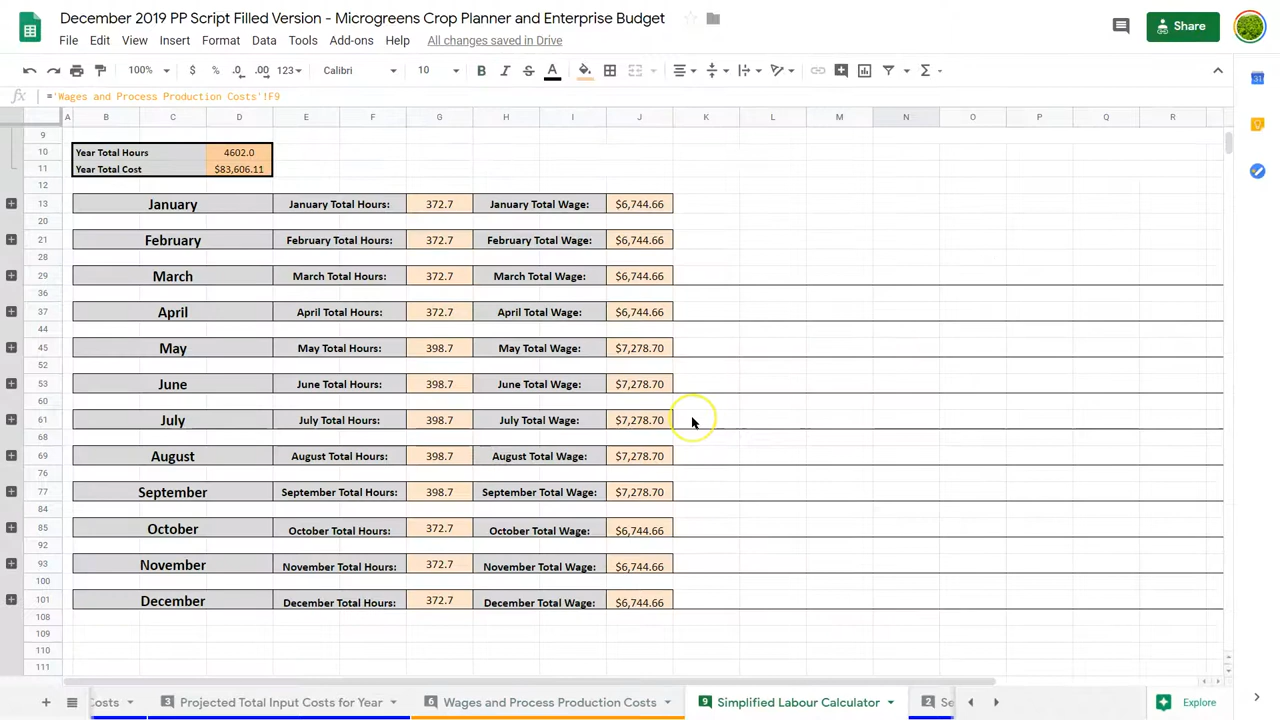 December 2019 PP Script Filled Version - Microgreens Crop Planner and Enterprise Budget
File Edit View Insert Format Data Tools Add-ons Help All changes saved in Drive
Share
100% $ % .0 .00 123 Calibri 10 B I S A
fx ='Wages and Process Production Costs'!F9
A B C D E F G H I J K L M N O P Q R
9
10 Year Total Hours 4602.0
11 Year Total Cost $83,606.11
12
13 January January Total Hours: 372.7 January Total Wage: $6,744.66
20
21 February February Total Hours: 372.7 February Total Wage: $6,744.66
28
29 March March Total Hours: 372.7 March Total Wage: $6,744.66
36
37 April April Total Hours: 372.7 April Total Wage: $6,744.66
44
45 May May Total Hours: 398.7 May Total Wage: $7,278.70
52
53 June June Total Hours: 398.7 June Total Wage: $7,278.70
60
61 July July Total Hours: 398.7 July Total Wage: $7,278.70
68
69 August August Total Hours: 398.7 August Total Wage: $7,278.70
76
77 September September Total Hours: 398.7 September Total Wage: $7,278.70
84
85 October October Total Hours: 372.7 October Total Wage: $6,744.66
92
93 November November Total Hours: 372.7 November Total Wage: $6,744.66
100
101 December December Total Hours: 372.7 December Total Wage: $6,744.66
108
109
110
111
Costs 3 Projected Total Input Costs for Year 6 Wages and Process Production Costs 9 Simplified Labour Calculator 2 Se Explore